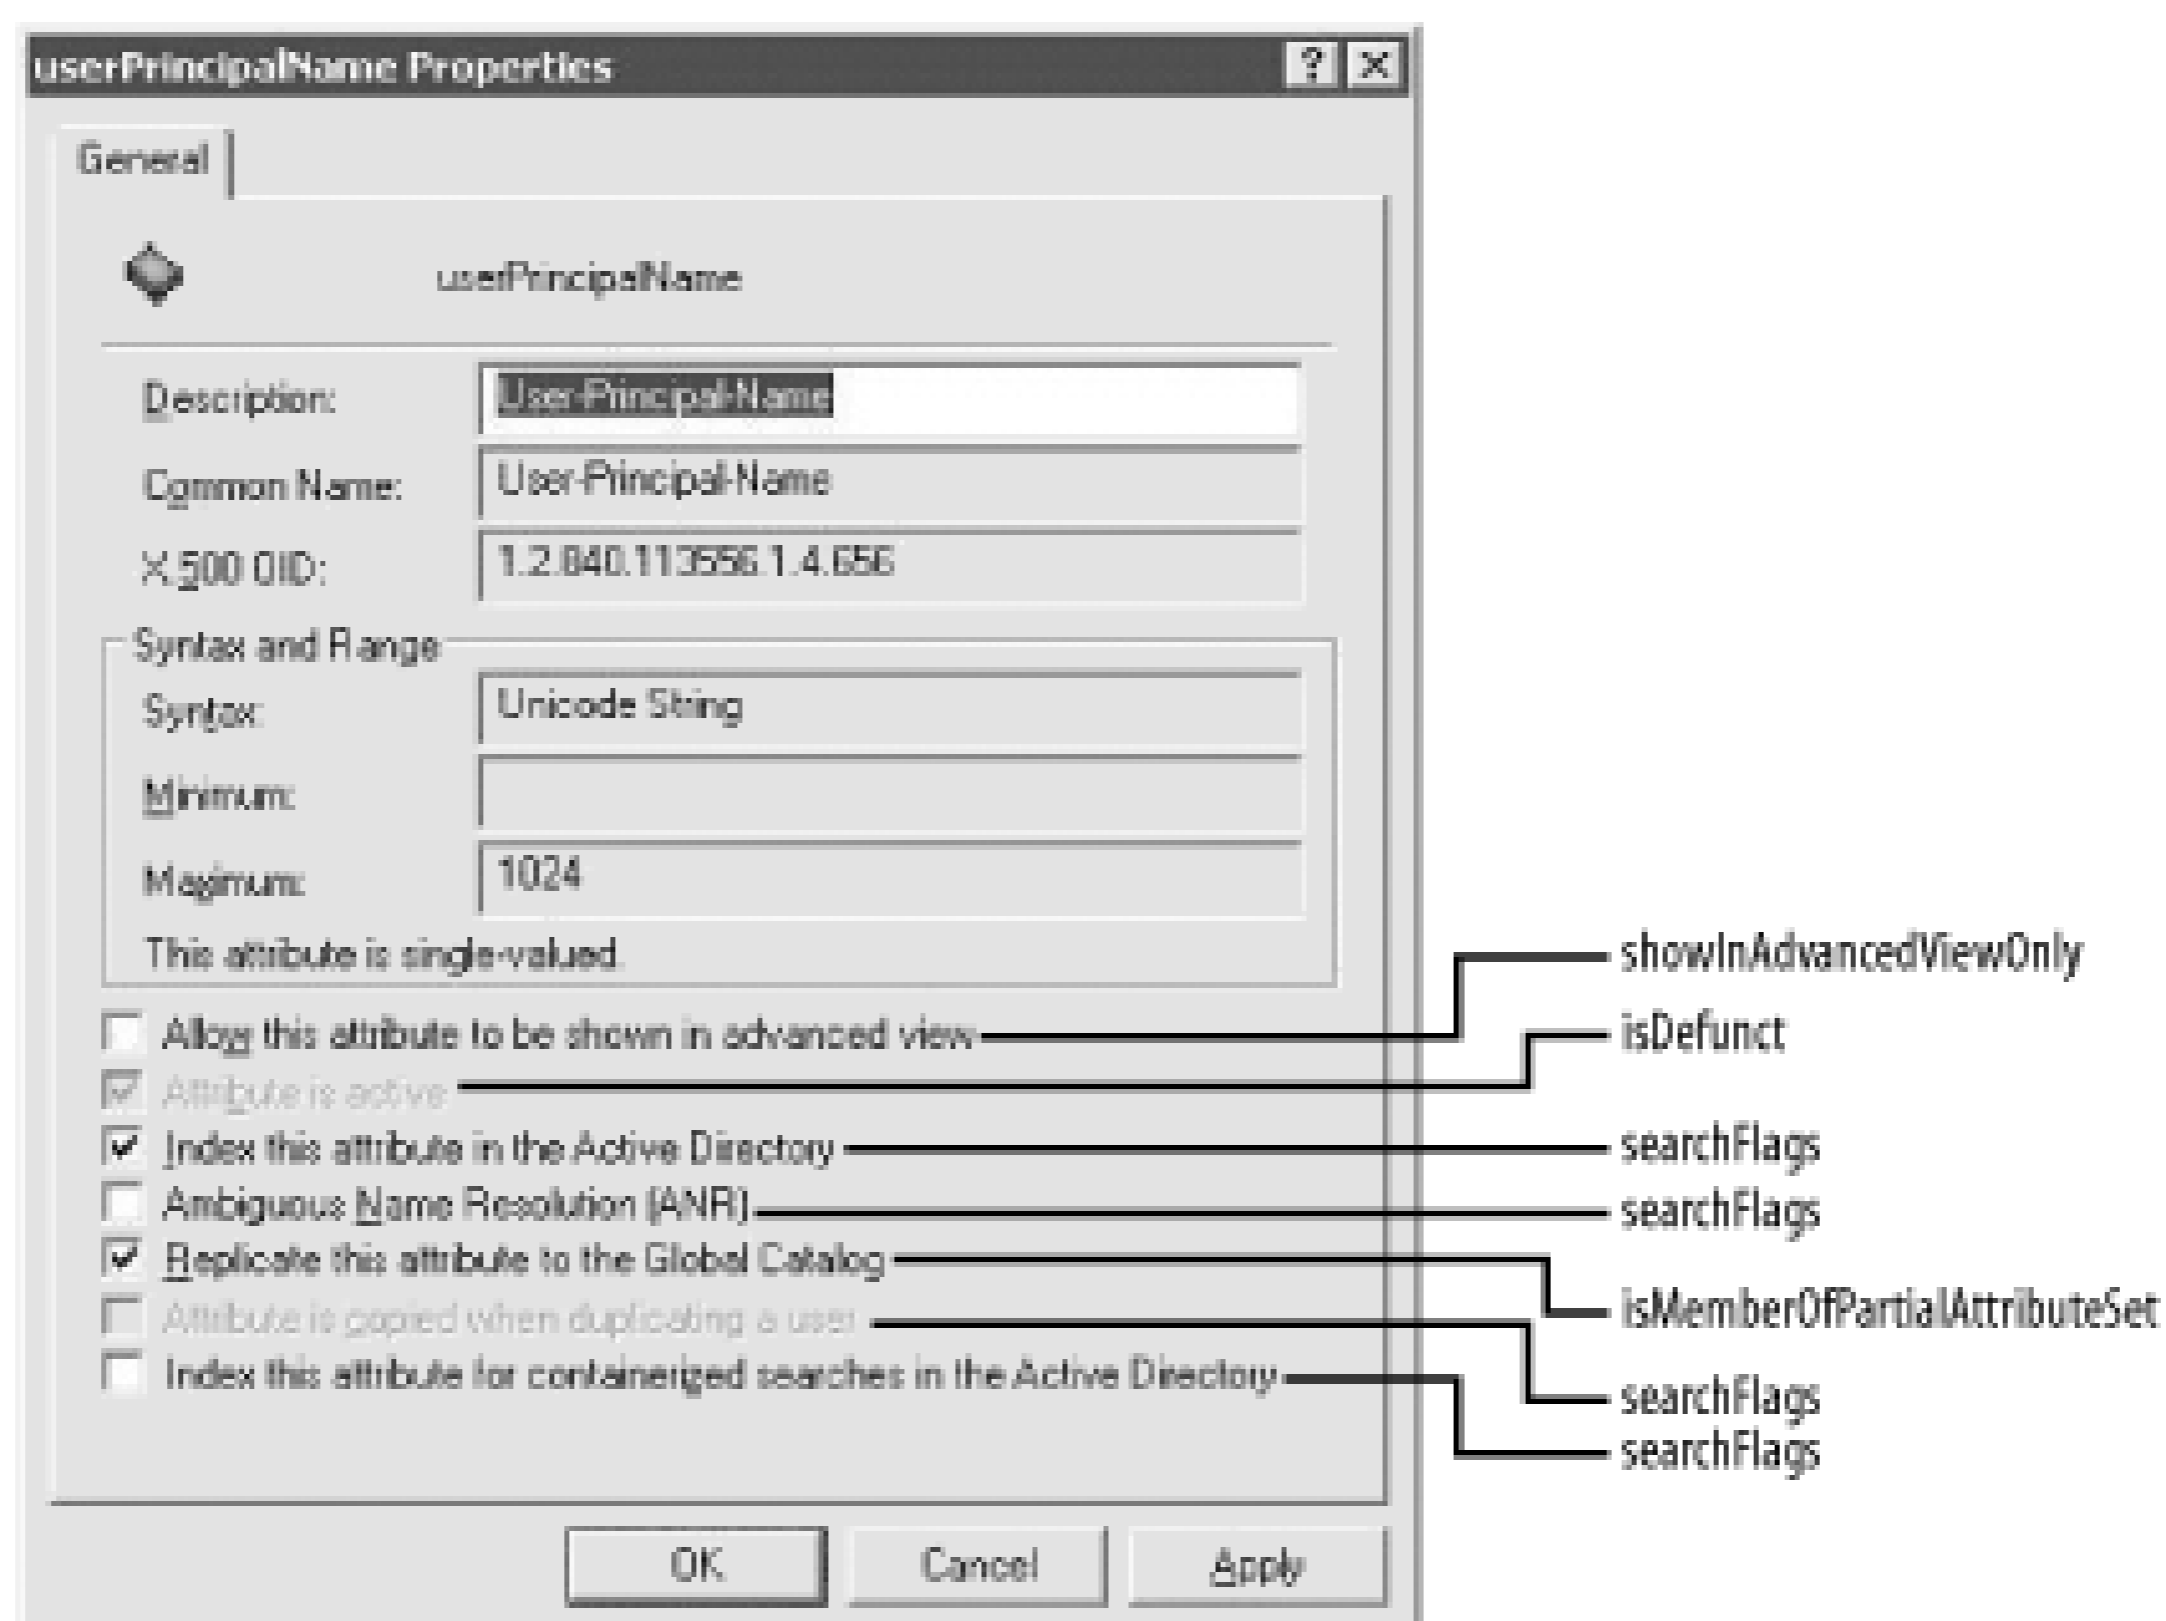 userPrincipalName Properties
General
userPrincipalName
Description: User-Principal-Name
Common Name: User-Principal-Name
X.500 OID: 1.2.840.113556.1.4.656
Syntax and Range
Syntax: Unicode String
Minimum:
Maximum: 1024
This attribute is single-valued.
Allow this attribute to be shown in advanced view showInAdvancedViewOnly
Attribute is active isDefunct
Index this attribute in the Active Directory searchFlags
Ambiguous Name Resolution (ANR) searchFlags
Replicate this attribute to the Global Catalog isMemberOfPartialAttributeSet
Attribute is copied when duplicating a user searchFlags
Index this attribute for containerized searches in the Active Directory searchFlags
OK Cancel Apply